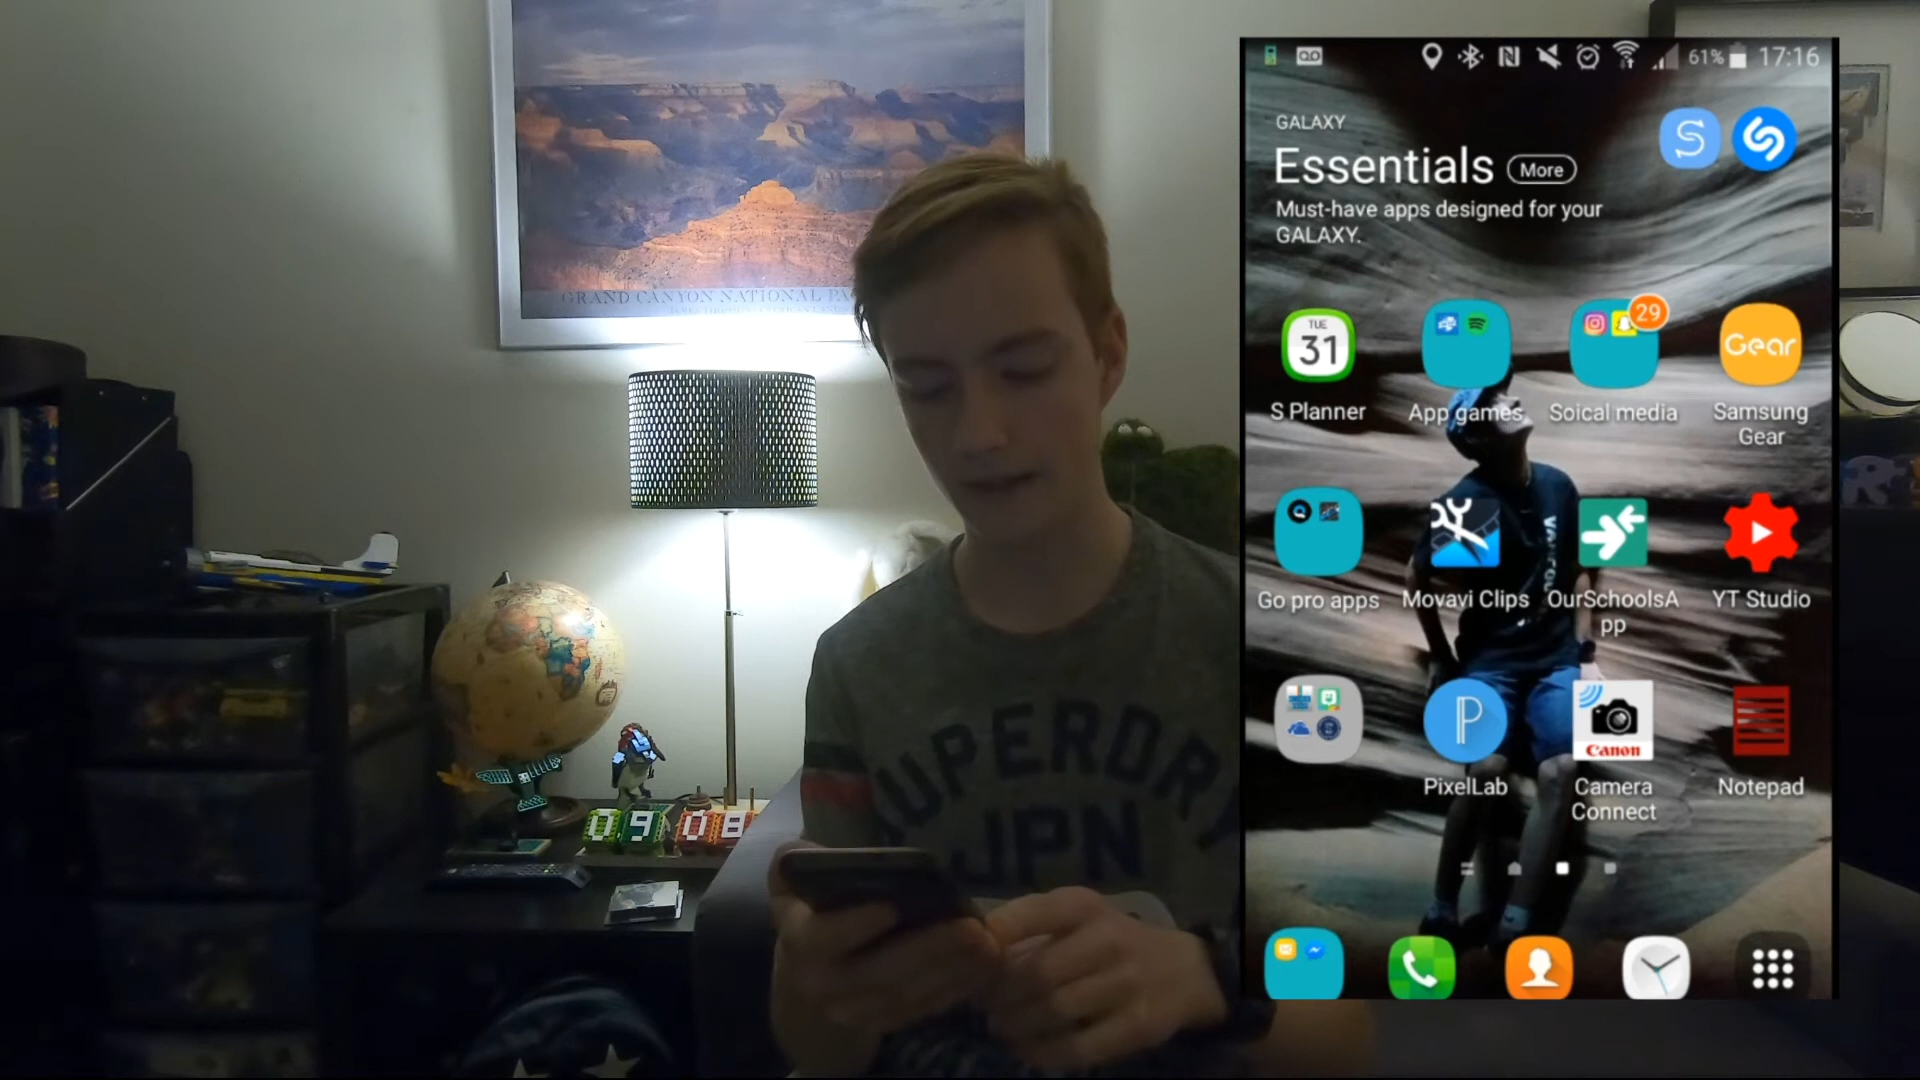 GRAND CANYON NATIONAL PA
SUPERDRY
JPN
09 08
61% 17:16
GALAXY
Essentials More
Must-have apps designed for your
GALAXY.
TUE
31
29
Gear
S Planner App games Soical media Samsung
Gear
Go pro apps Movavi Clips OurSchoolsA
pp YT Studio
Canon
PixelLab Camera
Connect Notepad